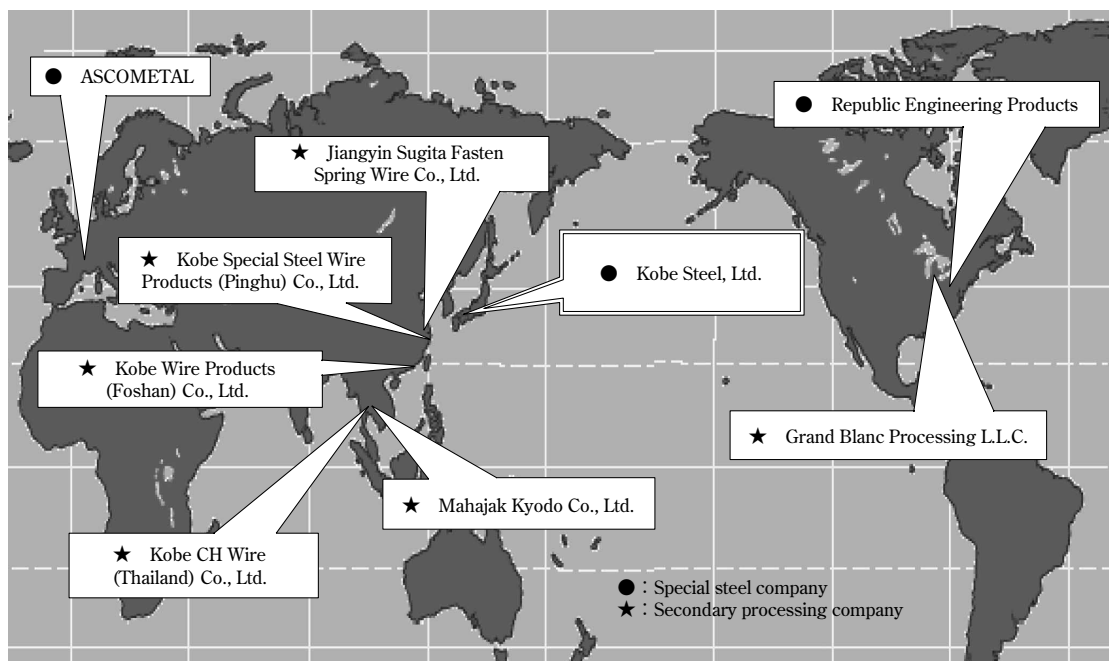 ● ASCOMETAL
● Republic Engineering Products
★ Jiangyin Sugita Fasten
Spring Wire Co., Ltd.
★ Kobe Special Steel Wire
Products (Pinghu) Co., Ltd.
● Kobe Steel, Ltd.
★ Kobe Wire Products
(Foshan) Co., Ltd.
★ Grand Blanc Processing L.L.C.
★ Mahajak Kyodo Co., Ltd.
★ Kobe CH Wire
(Thailand) Co., Ltd.
●：Special steel company
★：Secondary processing company